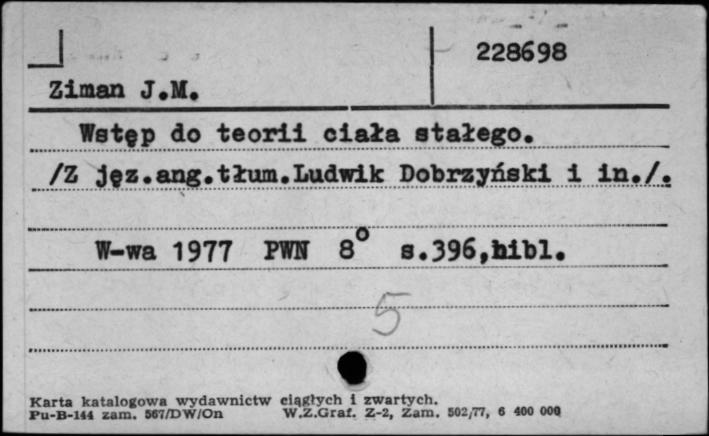 228698
Ziman J.M.
Wstęp do teorii ciała stałego.
/Z jęz.ang.tłum.Ludwik Dobrzyński i in./.
W-wa 1977 PWN 8° s.396,bibl.
5
Karta katalogowa wydawnictw ciągłych i zwartych.
Pu-B-144 zam. 567/DW/On W.Z.Graf. Z-2, Zam. 502/77, 6 400 000